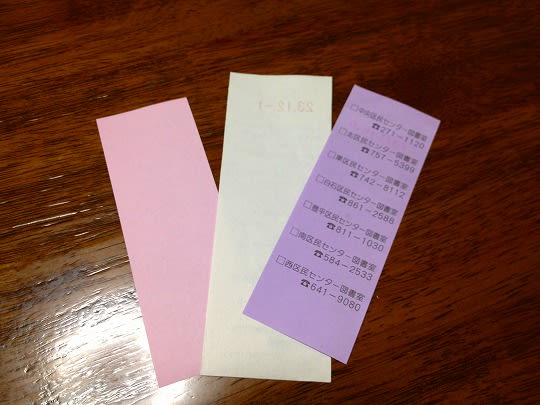 23.12-1
□中央区民センター図書室
☎271-1120
□北区民センター図書室
☎757-5399
□東区民センター図書室
☎742-8112
□白石区民センター図書室
☎861-2588
□豊平区民センター図書室
☎811-1030
□南区民センター図書室
☎584-2533
□西区民センター図書室
☎641-9080